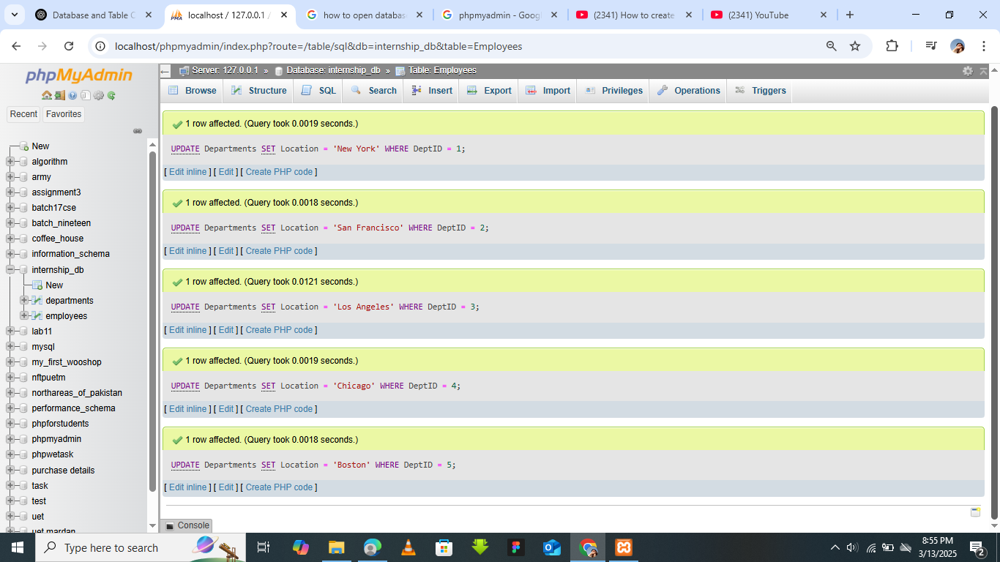 Database and Table C
localhost / 127.0.0.1 /
how to open databas
phpmyadmin - Goog
(2341) How to create
(2341) YouTube
localhost/phpmyadmin/index.php?route=/table/sql&db=internship_db&table=Employees
phpMyAdmin
Recent
Favorites
New
algorithm
army
assignment3
batch17cse
batch_nineteen
coffee_house
information_schema
internship_db
New
departments
employees
lab11
mysql
my_first_wooshop
nftpuetm
northareas_of_pakistan
performance_schema
phpforstudents
phpmyadmin
phpwetask
purchase details
task
test
uet
uet mardan
Server: 127.0.0.1 » Database: internship_db » Table: Employees
Browse Structure SQL Search Insert Export Import Privileges Operations Triggers
1 row affected. (Query took 0.0019 seconds.)
UPDATE Departments SET Location = 'New York' WHERE DeptID = 1;
[ Edit inline ] [ Edit ] [ Create PHP code ]
1 row affected. (Query took 0.0018 seconds.)
UPDATE Departments SET Location = 'San Francisco' WHERE DeptID = 2;
[ Edit inline ] [ Edit ] [ Create PHP code ]
1 row affected. (Query took 0.0121 seconds.)
UPDATE Departments SET Location = 'Los Angeles' WHERE DeptID = 3;
[ Edit inline ] [ Edit ] [ Create PHP code ]
1 row affected. (Query took 0.0019 seconds.)
UPDATE Departments SET Location = 'Chicago' WHERE DeptID = 4;
[ Edit inline ] [ Edit ] [ Create PHP code ]
1 row affected. (Query took 0.0018 seconds.)
UPDATE Departments SET Location = 'Boston' WHERE DeptID = 5;
[ Edit inline ] [ Edit ] [ Create PHP code ]
Console
Type here to search
8:55 PM
3/13/2025
2